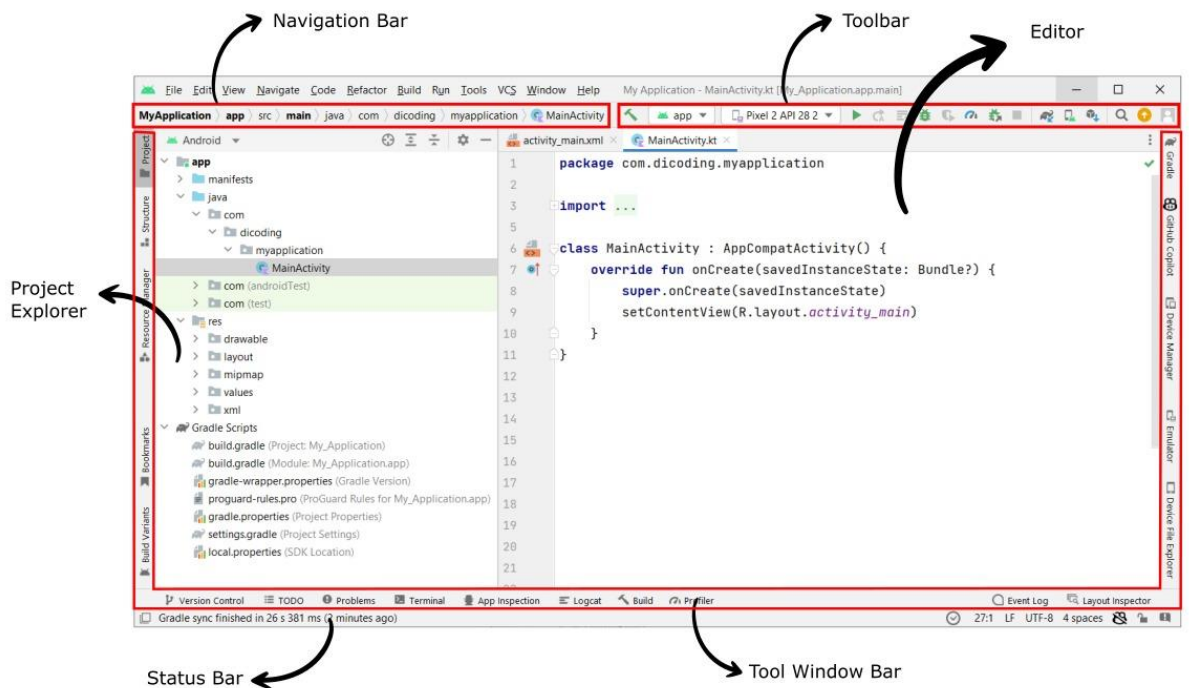 Navigation Bar
Toolbar
Editor
File Edit View Navigate Code Refactor Build Run Tools VCS Window Help My Application - MainActivity.kt [My_Application.app.main]
MyApplication app src main java com dicoding myapplication MainActivity app Pixel 2 API 28 2
Project
Structure
Resource Manager
Bookmarks
Build Variants
Android
app
manifests
java
com
dicoding
myapplication
MainActivity
com (androidTest)
com (test)
res
drawable
layout
mipmap
values
xml
Gradle Scripts
build.gradle (Project: My_Application)
build.gradle (Module: My_Application.app)
gradle-wrapper.properties (Gradle Version)
proguard-rules.pro (ProGuard Rules for My_Application.app)
gradle.properties (Project Properties)
settings.gradle (Project Settings)
local.properties (SDK Location)
activity_main.xml MainActivity.kt
1 package com.dicoding.myapplication
2
3 import ...
5
6 class MainActivity : AppCompatActivity() {
7 override fun onCreate(savedInstanceState: Bundle?) {
8 super.onCreate(savedInstanceState)
9 setContentView(R.layout.activity_main)
10 }
11 }
12
13
14
15
16
17
18
19
20
21
Gradle
GitHub Copilot
Device Manager
Emulator
Device File Explorer
Project
Explorer
Version Control TODO Problems Terminal App Inspection Logcat Build Profiler Event Log Layout Inspector
Gradle sync finished in 26 s 381 ms (2 minutes ago) 27:1 LF UTF-8 4 spaces
Status Bar
Tool Window Bar